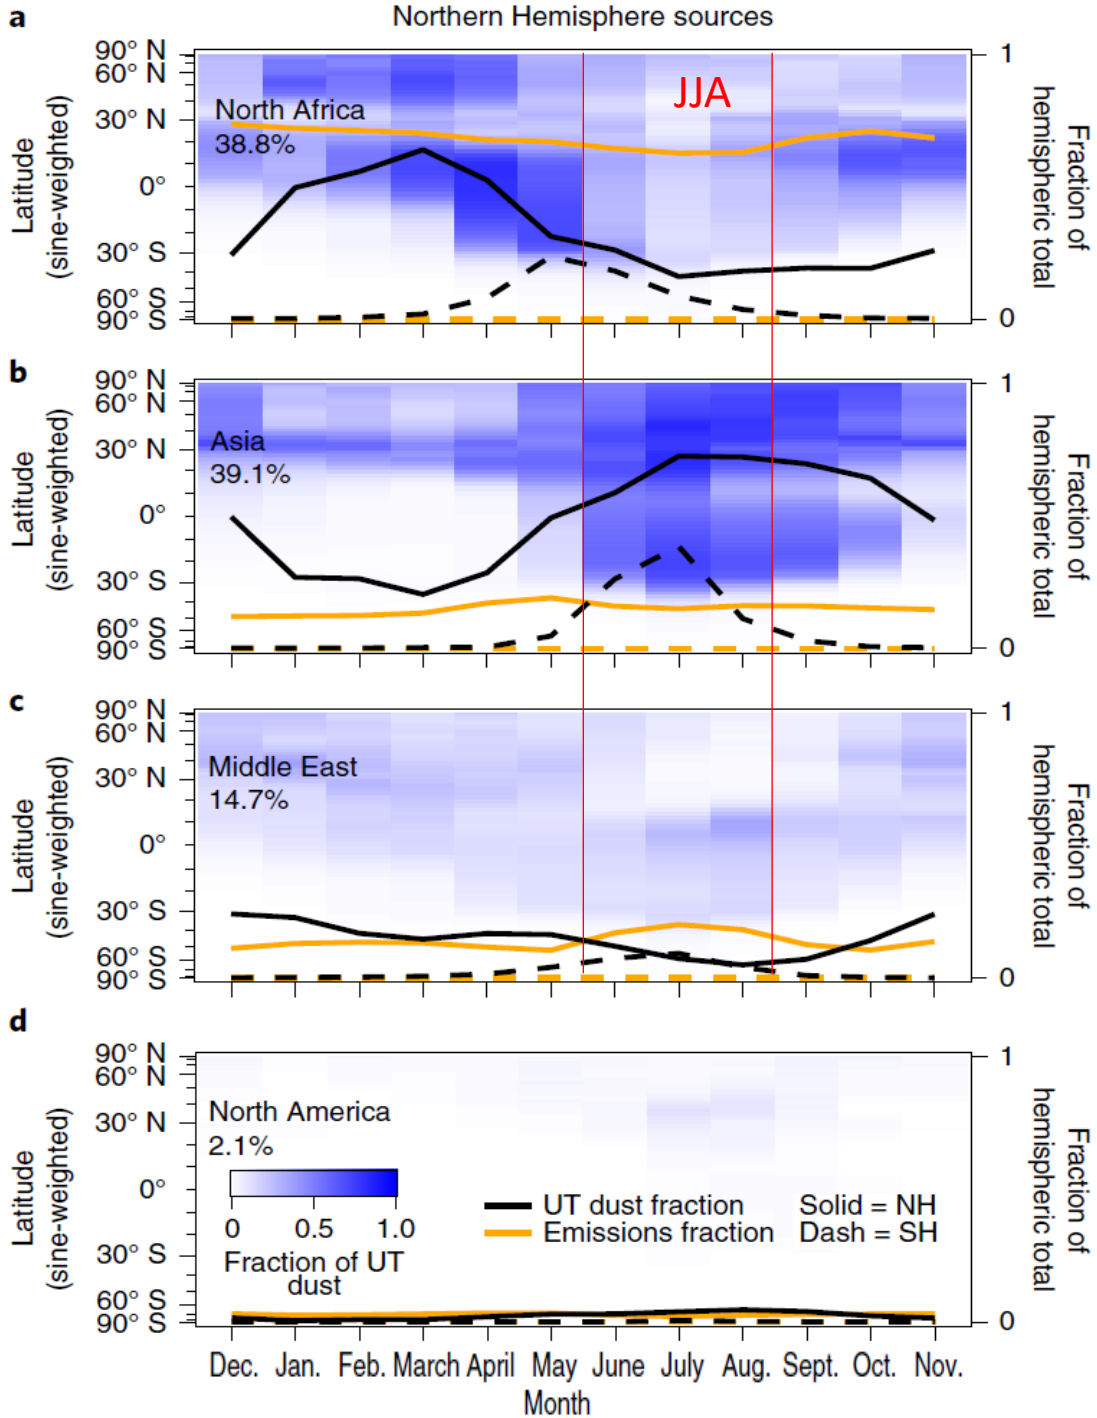 Northern Hemisphere sources
a
90° N
60° N
30° N
0°
30° S
60° S
90° S
Latitude
(sine-weighted)
North Africa
38.8%
JJA
1
0
Fraction of
hemispheric total
b
90° N
60° N
30° N
0°
30° S
60° S
90° S
Latitude
(sine-weighted)
Asia
39.1%
1
0
Fraction of
hemispheric total
c
90° N
60° N
30° N
0°
30° S
60° S
90° S
Latitude
(sine-weighted)
Middle East
14.7%
1
0
Fraction of
hemispheric total
d
90° N
60° N
30° N
0°
30° S
60° S
90° S
Latitude
(sine-weighted)
North America
2.1%
0 0.5 1.0
Fraction of UT
dust
UT dust fraction Solid = NH
Emissions fraction Dash = SH
1
0
Fraction of
hemispheric total
Dec. Jan. Feb. March April May June July Aug. Sept. Oct. Nov.
Month